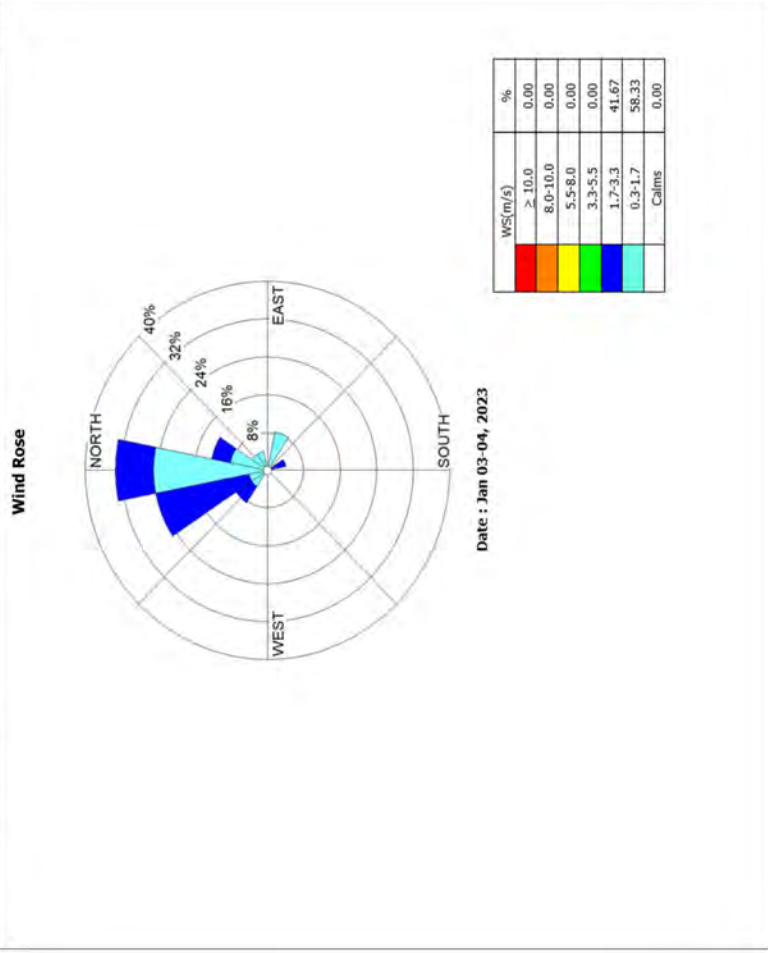 Wind Rose
NORTH
40%
32%
24%
16%
8%
WEST
EAST
SOUTH
Date : Jan 03-04, 2023
WS(m/s) %
≥ 10.0 0.00
8.0-10.0 0.00
5.5-8.0 0.00
3.3-5.5 0.00
1.7-3.3 41.67
0.3-1.7 58.33
Calms 0.00